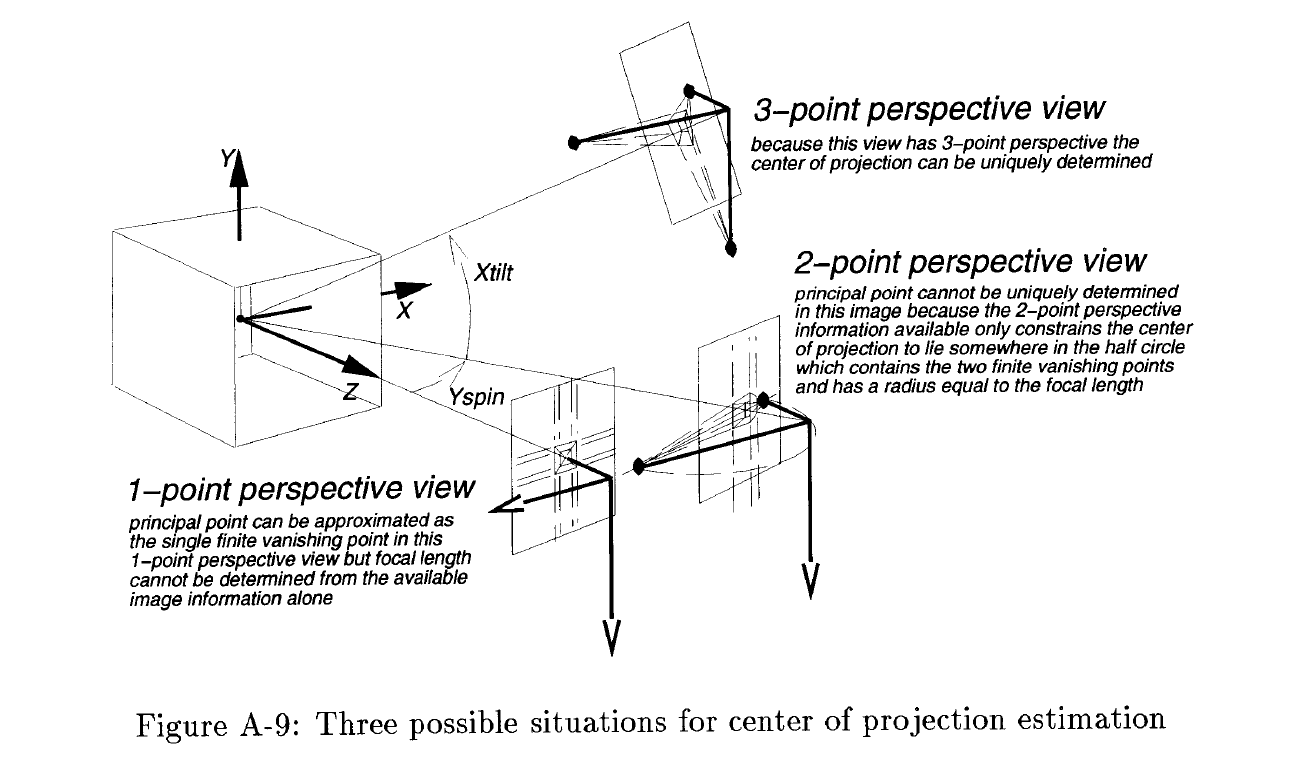 3-point perspective view
because this view has 3-point perspective the
center of projection can be uniquely determined
Y
Xtilt
X
Z
Yspin
2-point perspective view
principal point cannot be uniquely determined
in this image because the 2-point perspective
information available only constrains the center
of projection to lie somewhere in the half circle
which contains the two finite vanishing points
and has a radius equal to the focal length
1-point perspective view
principal point can be approximated as
the single finite vanishing point in this
1-point perspective view but focal length
cannot be determined from the available
image information alone
Figure A-9: Three possible situations for center of projection estimation